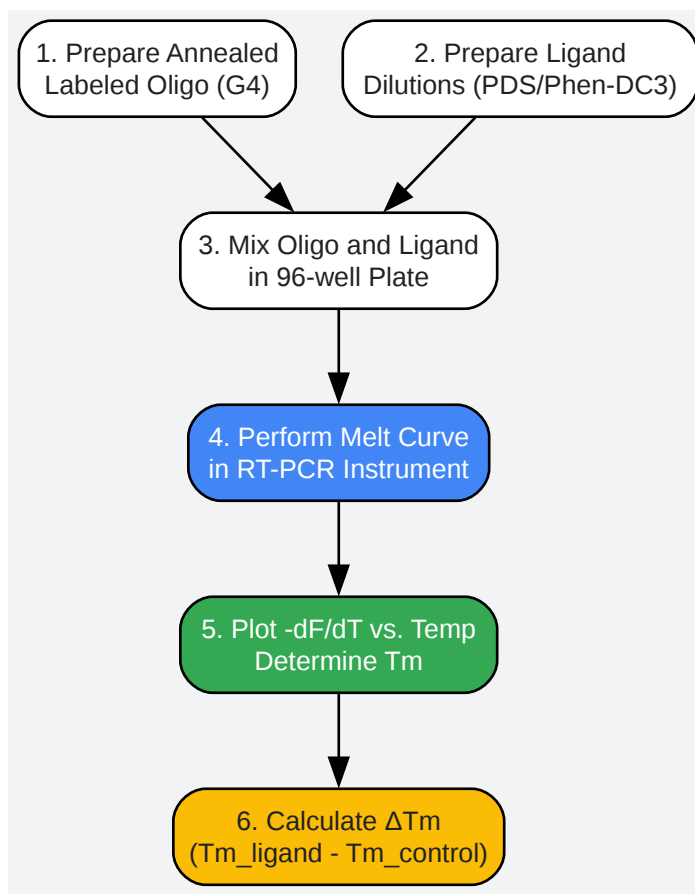 1. Prepare Annealed
Labeled Oligo (G4)
2. Prepare Ligand
Dilutions (PDS/Phen-DC3)
3. Mix Oligo and Ligand
in 96-well Plate
4. Perform Melt Curve
in RT-PCR Instrument
5. Plot -dF/dT vs. Temp
Determine Tm
6. Calculate ΔTm
(Tm_ligand - Tm_control)